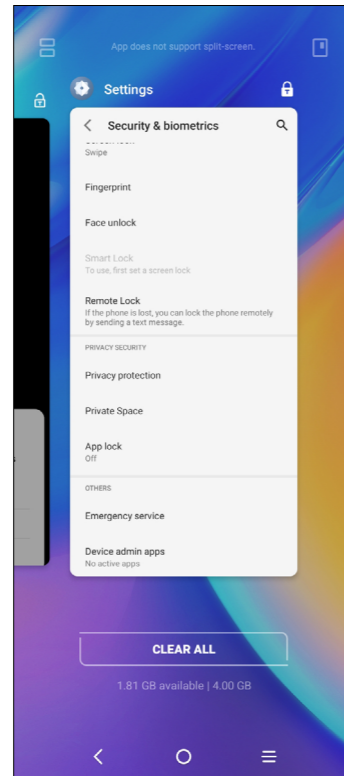 App does not support split-screen.
Settings
Security & biometrics
Swipe
Fingerprint
Face unlock
Smart Lock
To use, first set a screen lock
Remote Lock
If the phone is lost, you can lock the phone remotely
by sending a text message.
PRIVACY SECURITY
Privacy protection
Private Space
App lock
Off
OTHERS
Emergency service
Device admin apps
No active apps
CLEAR ALL
1.81 GB available | 4.00 GB